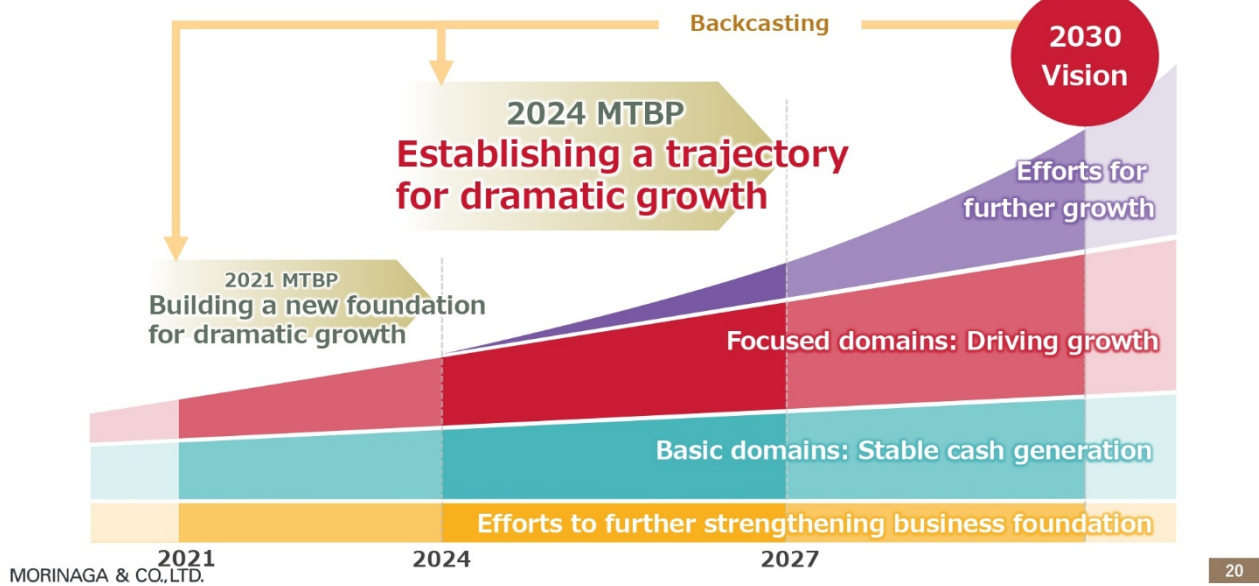 Backcasting
2030
Vision
2024 MTBP
Establishing a trajectory
for dramatic growth
Efforts for
further growth
2021 MTBP
Building a new foundation
for dramatic growth
Focused domains: Driving growth
Basic domains: Stable cash generation
Efforts to further strengthening business foundation
2021
2024
2027
MORINAGA & CO.,LTD.
20